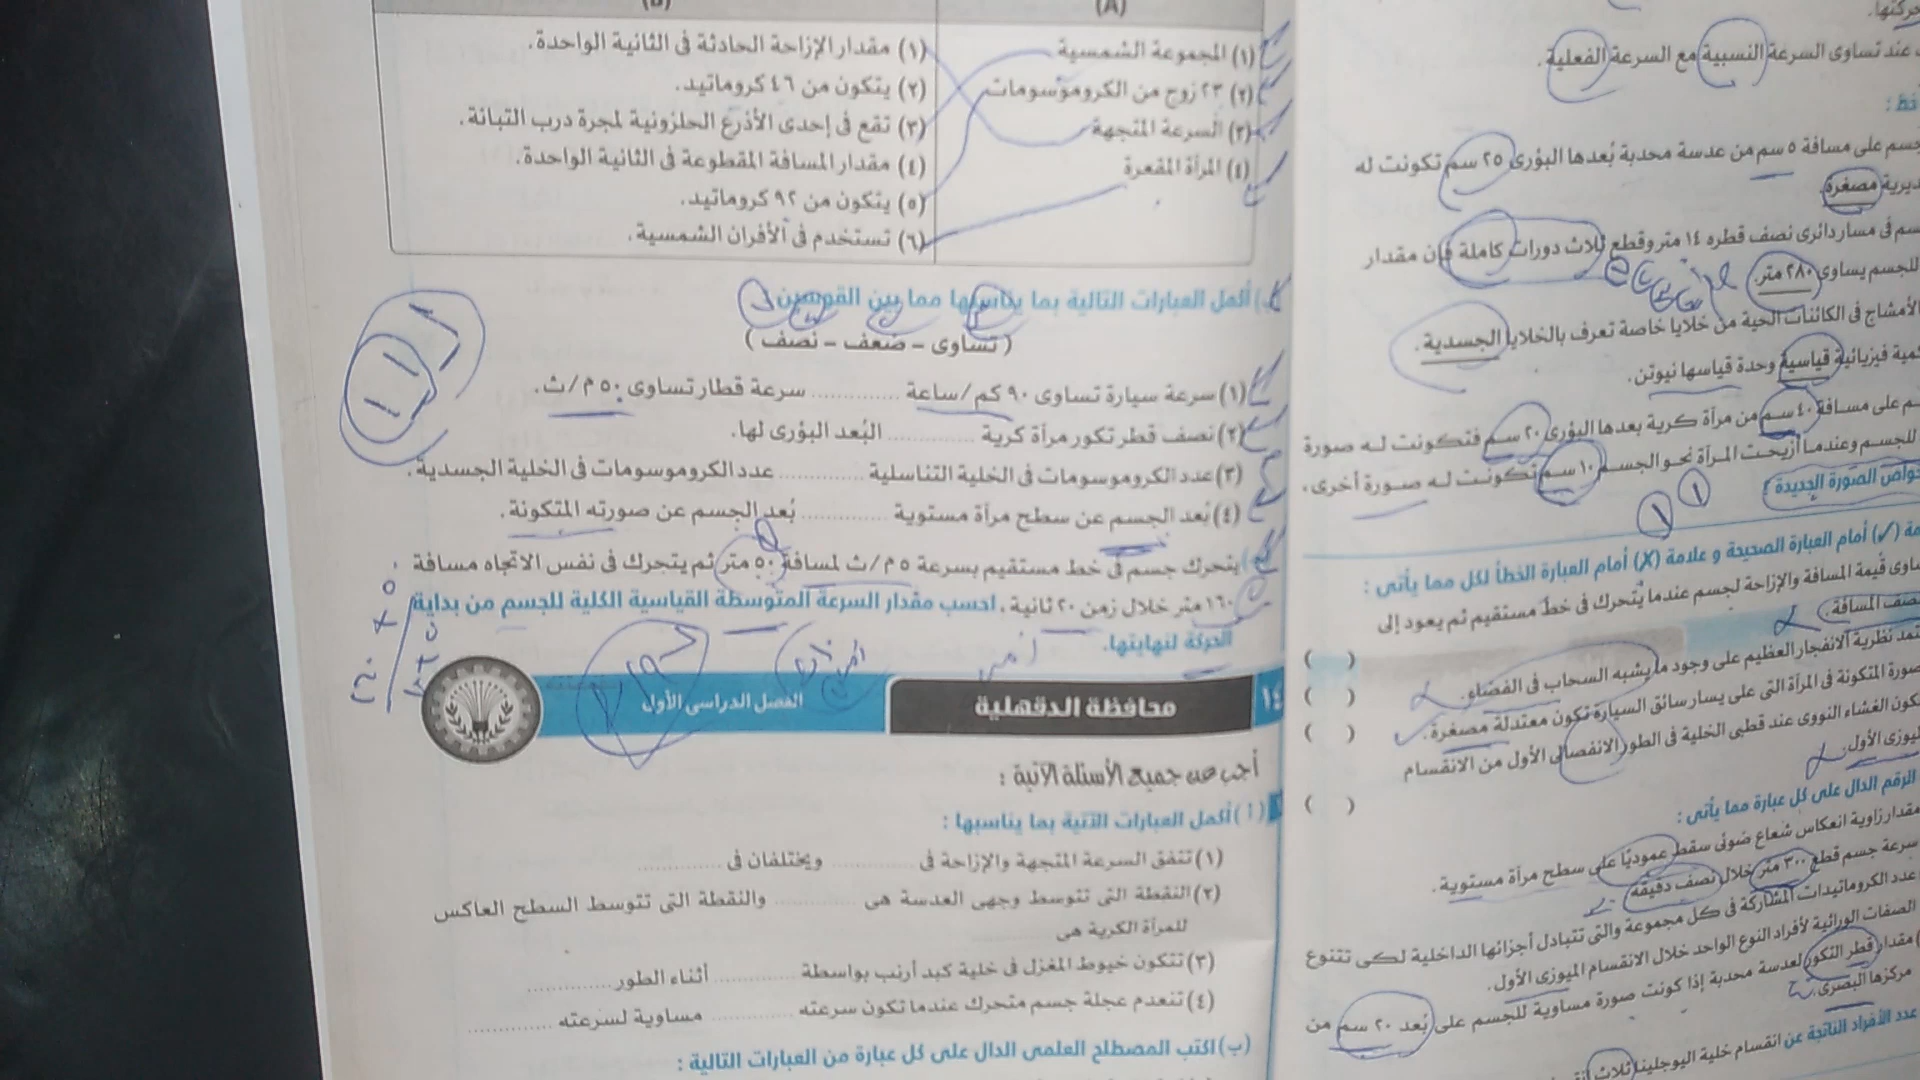 (A)
(B)
(١) المجموعة الشمسية
(٢) ٢٣ زوج من الكروموسومات
(٣) السرعة المتجهة
(٤) المرأة المقعرة
(١) مقدار الإزاحة الحادثة فى الثانية الواحدة.
(٢) يتكون من ٤٦ كروماتيد.
(٣) تقع فى إحدى الأذرع الحلزونية لمجرة درب التبانة.
(٤) مقدار المسافة المقطوعة فى الثانية الواحدة.
(٥) يتكون من ٩٢ كروماتيد.
(٦) تستخدم فى الأفران الشمسية.
أكمل العبارات التالية بما يناسبها مما بين القوسين
( تساوى – ضعف – نصف )
(١) سرعة سيارة تساوى ٩٠ كم/ساعة .............. سرعة قطار تساوى ٥٠ م/ث.
(٢) نصف قطر تكور مرأة كرية .............. البُعد البؤرى لها.
(٣) عدد الكروموسومات فى الخلية التناسلية .............. عدد الكروموسومات فى الخلية الجسدية.
(٤) بُعد الجسم عن سطح مرأة مستوية .............. بُعد الجسم عن صورته المتكونة.
يتحرك جسم فى خط مستقيم بسرعة ٥ م/ث لمسافة ٥٠ متر ثم يتحرك فى نفس الاتجاه مسافة
١٦٠ متر خلال زمن ٢٠ ثانية، احسب مقدار السرعة المتوسطة القياسية الكلية للجسم من بداية
الحركة لنهايتها.
١٤ محافظة الدقهلية الفصل الدراسى الأول
أجب عن جميع الأسئلة الآتية :
(أ) أكمل العبارات الآتية بما يناسبها :
(١) تتفق السرعة المتجهة والإزاحة فى .............. ويختلفان فى ..............
(٢) النقطة التى تتوسط وجهى العدسة هى .............. والنقطة التى تتوسط السطح العاكس
للمرأة الكرية هى ..............
(٣) تتكون خيوط المغزل فى خلية كبد أرنب بواسطة .............. أثناء الطور ..............
(٤) تنعدم عجلة جسم متحرك عندما تكون سرعته .............. مساوية لسرعته ..............
(ب) اكتب المصطلح العلمى الدال على كل عبارة من العبارات التالية :
حركتها.
عند تساوى السرعة النسبية مع السرعة الفعلية.
جسم على مسافة ٥ سم من عدسة محدبة بُعدها البؤرى ٢٥ سم تكونت له
مصغرة.
فى مسار دائرى نصف قطره ١٤ متر وقطع ثلاث دورات كاملة فإن مقدار
للجسم يساوى ٢٨٠ متر.
الأمشاج فى الكائنات الحية من خلايا خاصة تعرف بالخلايا الجسدية.
كمية فيزيائية قياسية وحدة قياسها نيوتن.
على مسافة ٤٠ سم من مرأة كرية بعدها البؤرى ٢٠ سم فتكونت له صورة
للجسم وعندما أزيحت المرأة نحو الجسم ١٠ سم تكونت له صورة أخرى،
خواص الصورة الجديدة ؟
(✓) أمام العبارة الصحيحة و علامة (X) أمام العبارة الخطأ لكل مما يأتى :
قيمة المسافة والإزاحة لجسم عندما يتحرك فى خط مستقيم ثم يعود إلى
نصف المسافة. ( )
نظرية الانفجار العظيم على وجود ما يشبه السحاب فى الفضاء. ( )
المتكونة فى المرأة التى على يسار سائق السيارة تكون معتدلة مصغرة. ( )
الغشاء النووى عند قطبى الخلية فى الطور الانفصالى الأول من الانقسام
الميوزى الأول. ( )
الرقم الدال على كل عبارة مما يأتى :
مقدار زاوية انعكاس شعاع ضوئى سقط عموديًا على سطح مرأة مستوية.
سرعة جسم قطع ٣٠٠ متر خلال نصف دقيقة
عدد الكروماتيدات المشاركة فى كل مجموعة والتى تتبادل أجزائها الداخلية لكى تتنوع
الصفات الوراثية لأفراد النوع الواحد خلال الانقسام الميوزى الأول.
مقدار قطر التكور لعدسة محدبة إذا كونت صورة مساوية للجسم على بُعد ٢٠ سم من
مركزها البصرى.
عدد الأفراد الناتجة عن انقسام خلية اليوجلينا ثلاث